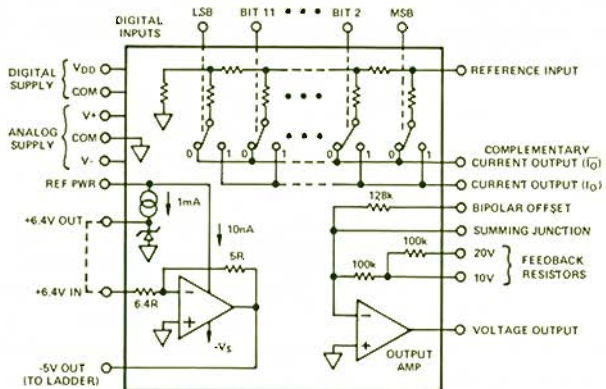 DIGITAL
INPUTS
LSB
BIT 11
BIT 2
MSB
DIGITAL
SUPPLY
VDD
COM
ANALOG
SUPPLY
V+
COM
V-
REF PWR
+6.4V OUT
+6.4V IN
-5V OUT
(TO LADDER)
1mA
10nA
5R
6.4R
-VS
-
+
0
1
0
1
0
1
0
1
REFERENCE INPUT
COMPLEMENTARY
CURRENT OUTPUT (IO)
CURRENT OUTPUT (IO)
128k
BIPOLAR OFFSET
SUMMING JUNCTION
100k
100k
20V
10V
FEEDBACK
RESISTORS
-
+
OUTPUT
AMP
VOLTAGE OUTPUT